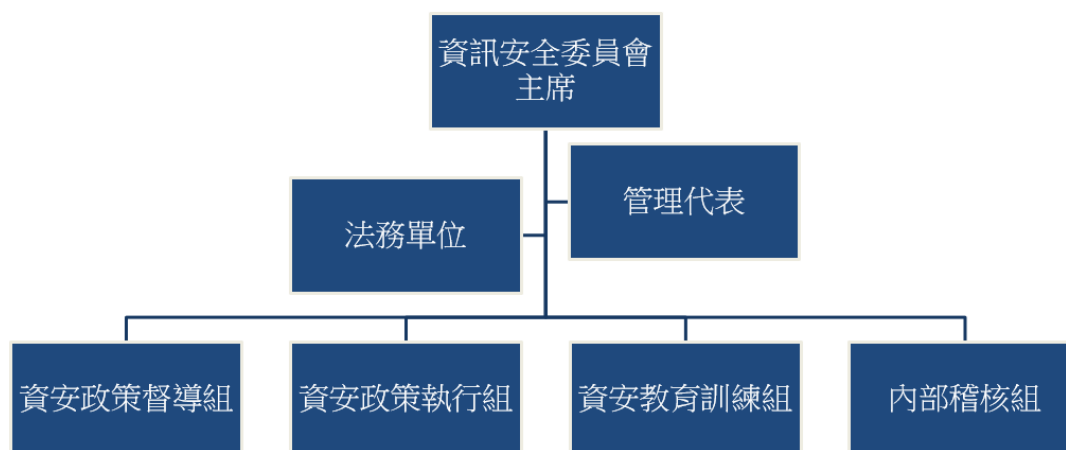 資訊安全委員會
主席
管理代表
法務單位
資安政策督導組
資安政策執行組
資安教育訓練組
內部稽核組